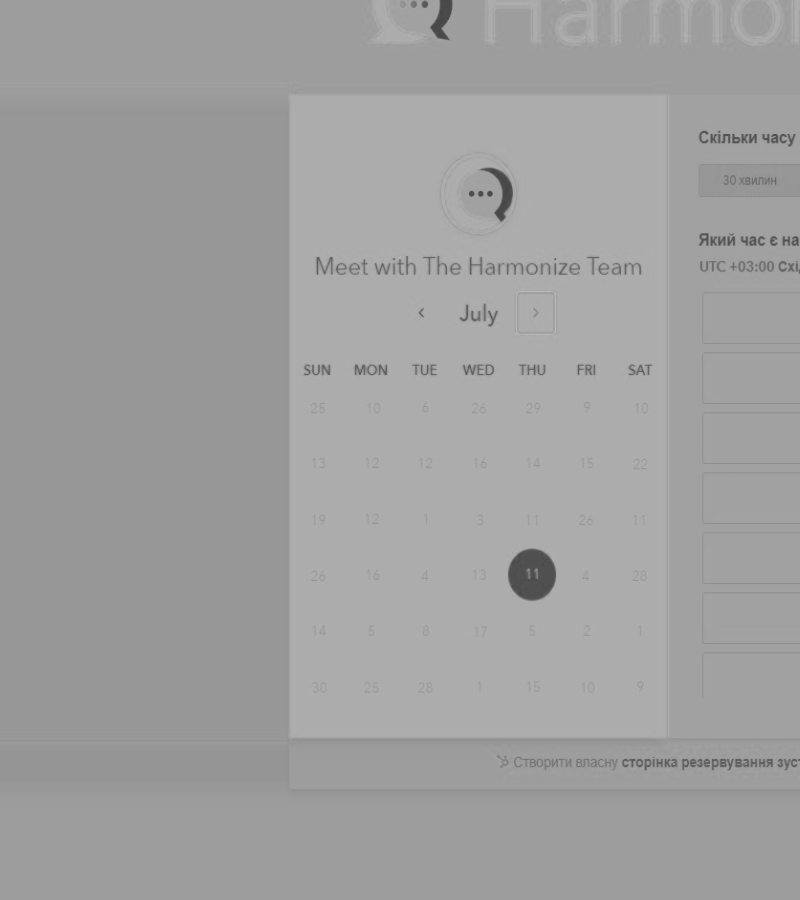 Harmon
Meet with The Harmonize Team
July
SUN MON TUE WED THU FRI SAT
25 10 6 26 29 9 10
13 12 12 16 14 15 22
19 12 1 3 11 26 11
26 16 4 13 11 4 28
14 5 8 17 5 2 1
30 25 28 1 15 10 9
Скільки часу
30 хвилин
Який час є на
UTC +03:00 Схі
Створити власну сторінка резервування зуст